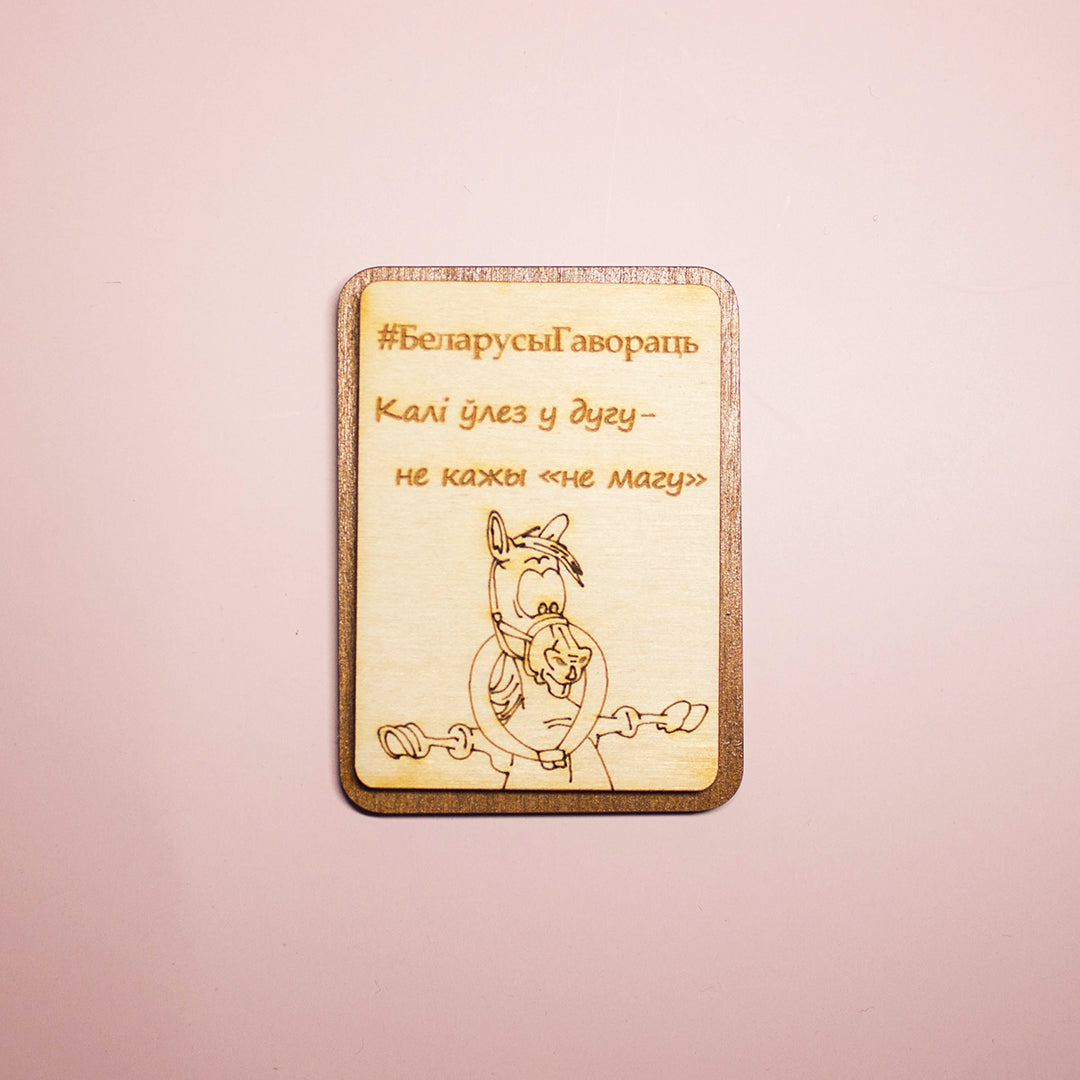 #БеларусыГавораць
Калі ўлез у дугу-
не кажы «не магу»